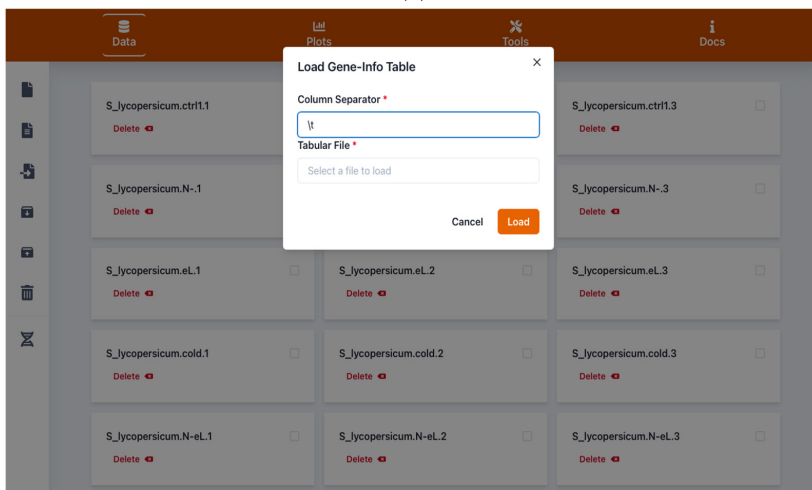 Data
Plots
Tools
Docs
Load Gene-Info Table
Column Separator *
\t
Tabular File *
Select a file to load
Cancel
Load
S_lycopersicum.ctrl1.1
S_lycopersicum.ctrl1.3
Delete
Delete
S_lycopersicum.N-.1
S_lycopersicum.N-.3
Delete
Delete
S_lycopersicum.eL.1
S_lycopersicum.eL.2
S_lycopersicum.eL.3
Delete
Delete
Delete
S_lycopersicum.cold.1
S_lycopersicum.cold.2
S_lycopersicum.cold.3
Delete
Delete
Delete
S_lycopersicum.N-eL.1
S_lycopersicum.N-eL.2
S_lycopersicum.N-eL.3
Delete
Delete
Delete